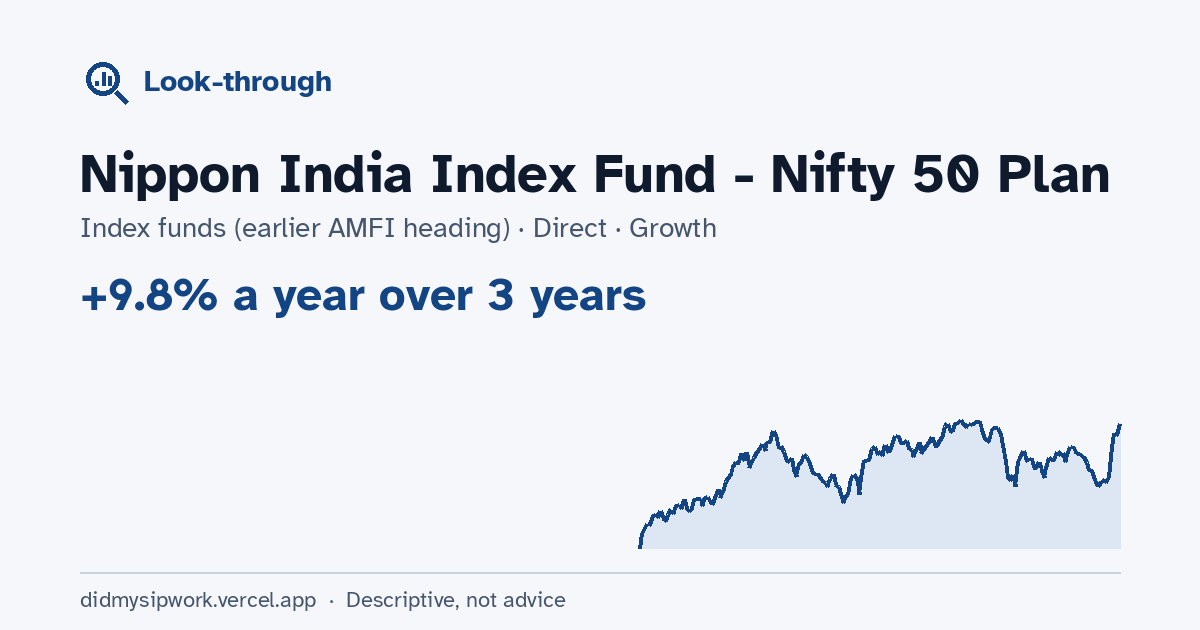 Look-through
Nippon India Index Fund - Nifty 50 Plan
Index funds (earlier AMFI heading) · Direct · Growth
+9.8% a year over 3 years
didmysipwork.vercel.app · Descriptive, not advice